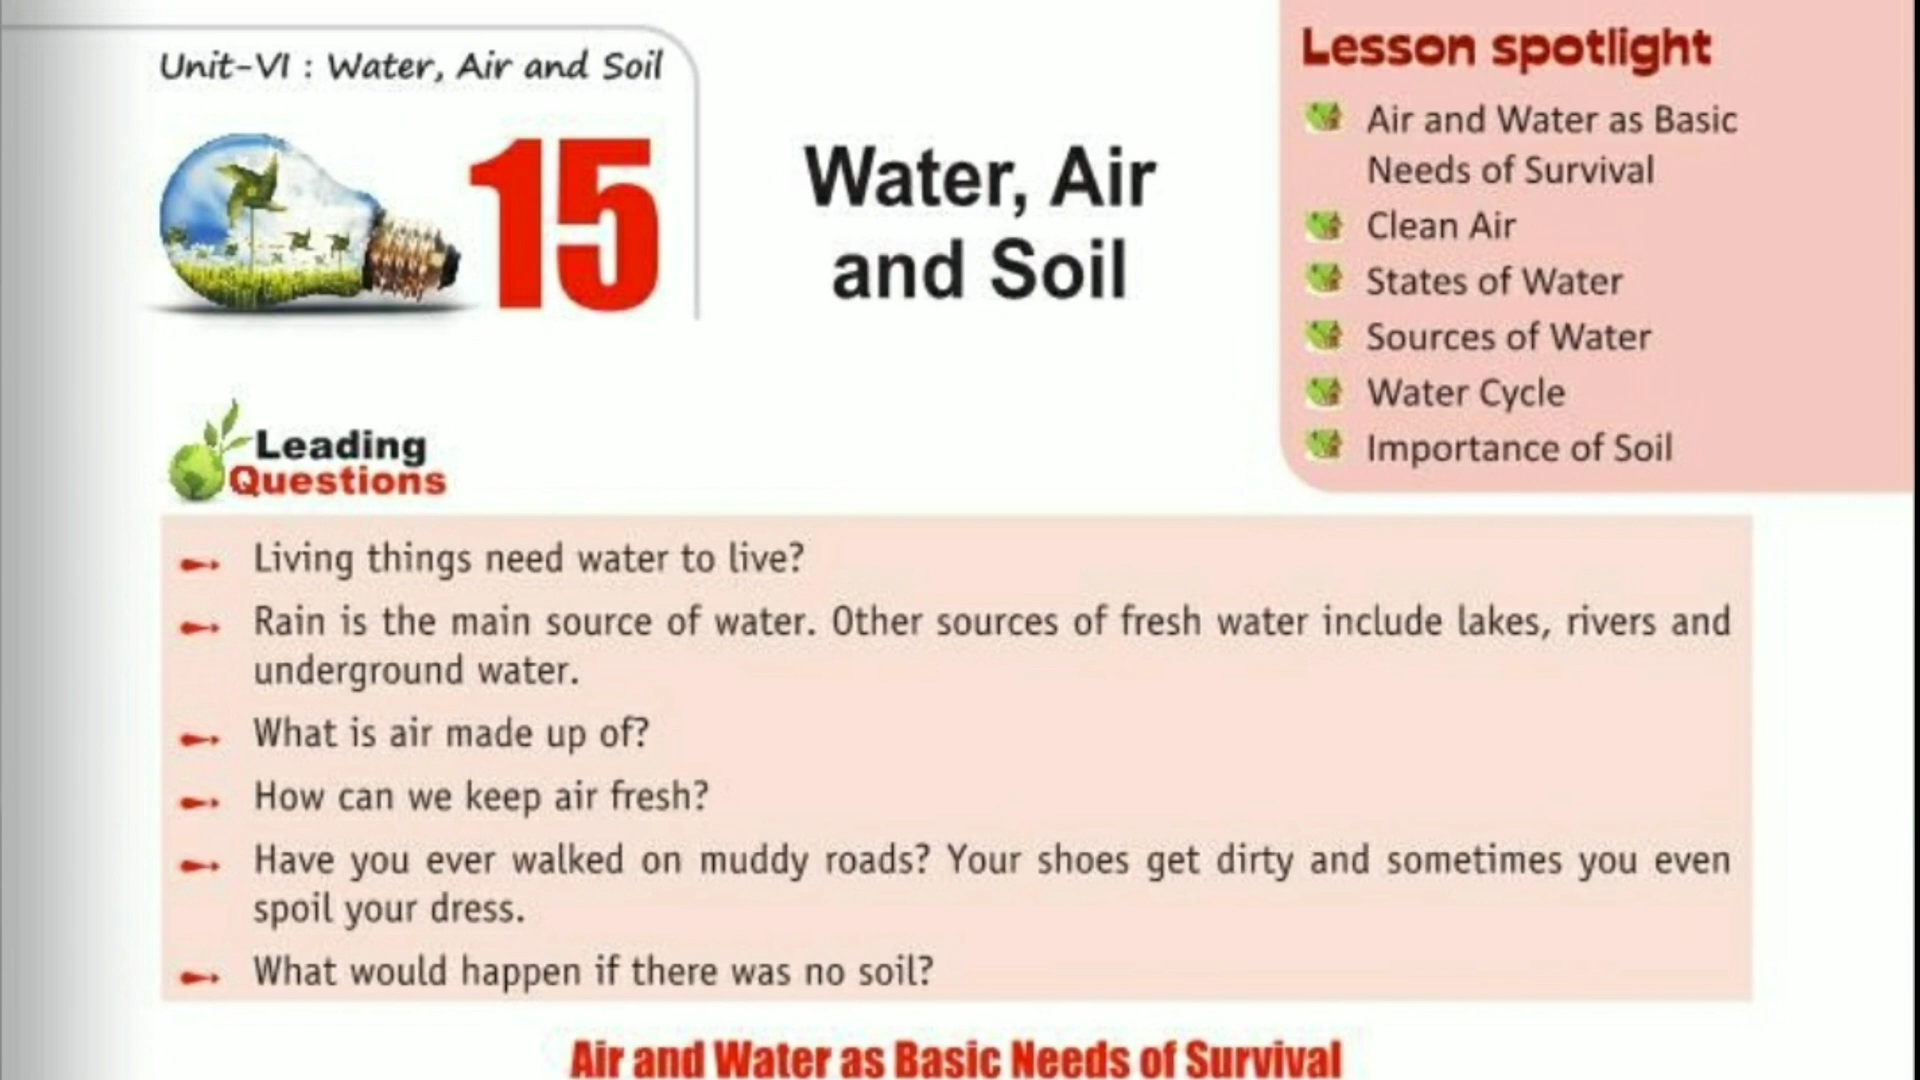 Unit-VI : Water, Air and Soil
15
Water, Air
and Soil
Lesson spotlight
Air and Water as Basic
Needs of Survival
Clean Air
States of Water
Sources of Water
Water Cycle
Importance of Soil
Leading
Questions
Living things need water to live?
Rain is the main source of water. Other sources of fresh water include lakes, rivers and
underground water.
What is air made up of?
How can we keep air fresh?
Have you ever walked on muddy roads? Your shoes get dirty and sometimes you even
spoil your dress.
What would happen if there was no soil?
Air and Water as Basic Needs of Survival